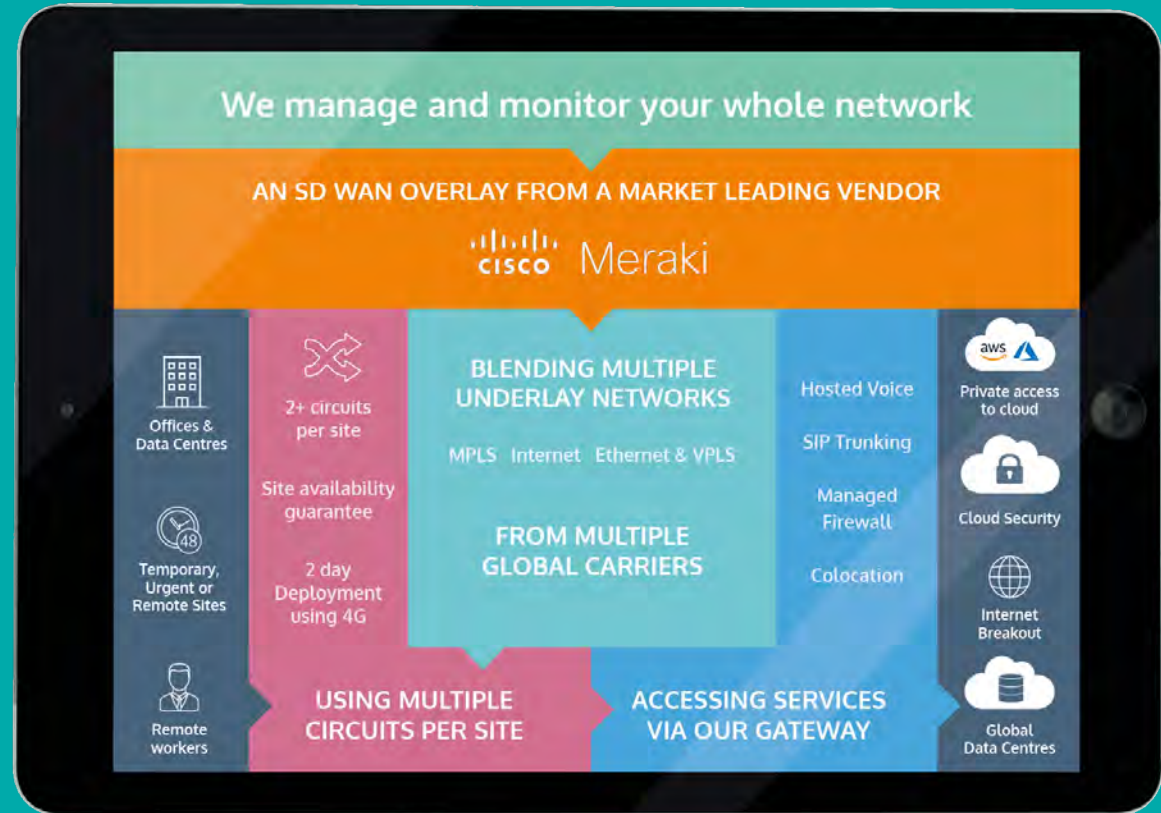 We manage and monitor your whole network
AN SD WAN OVERLAY FROM A MARKET LEADING VENDOR
CISCO Meraki
Offices &
Data Centres
48
Temporary,
Urgent or
Remote Sites
Remote
workers
2+ circuits
per site
Site availability
guarantee
2 day
Deployment
using 4G
BLENDING MULTIPLE
UNDERLAY NETWORKS
MPLS Internet Ethernet & VPLS
FROM MULTIPLE
GLOBAL CARRIERS
Hosted Voice
SIP Trunking
Managed
Firewall
Colocation
USING MULTIPLE
CIRCUITS PER SITE
ACCESSING SERVICES
VIA OUR GATEWAY
aws
Private access
to cloud
Cloud Security
Internet
Breakout
Global
Data Centres